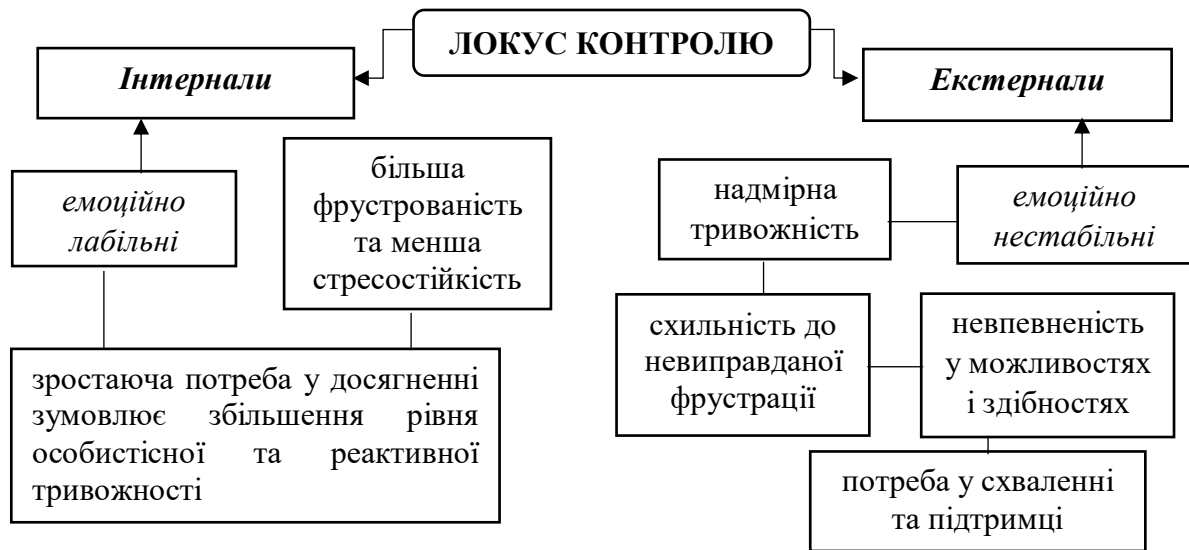 ЛОКУС КОНТРОЛЮ
Інтернали
Екстернали
емоційно
лабільні
більша
фрустрованість
та менша
стресостійкість
зростаюча потреба у досягненні
зумовлює збільшення рівня
особистісної та реактивної
тривожності
надмірна
тривожність
емоційно
нестабільні
схильність до
невиправданої
фрустрації
невпевненість
у можливостях
і здібностях
потреба у схваленні
та підтримці